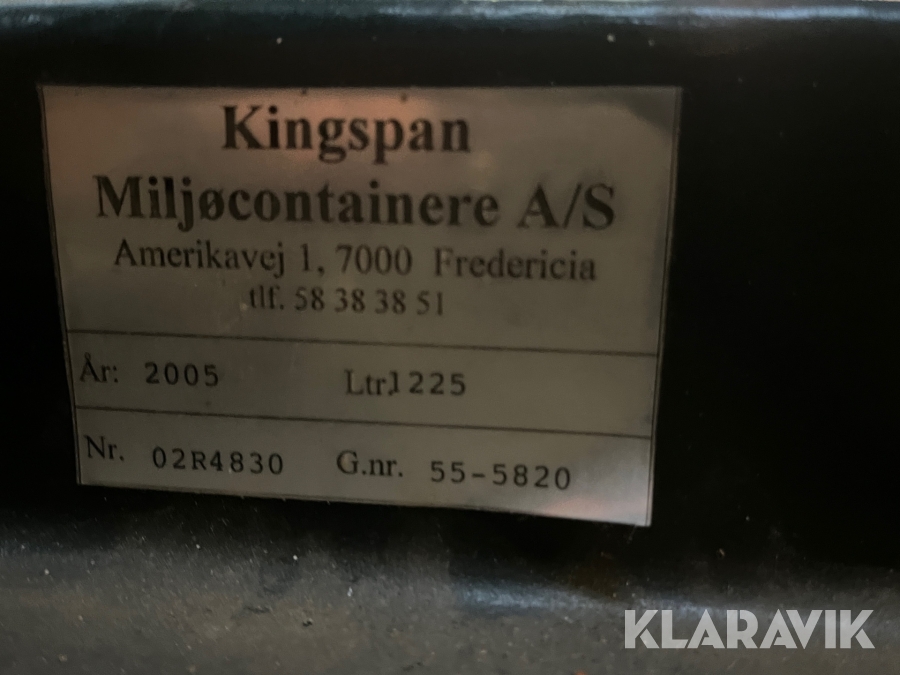 Kingspan
Miljøcontainere A/S
Amerikavej 1, 7000 Fredericia
tlf. 58 38 38 51
År: 2005 Ltr. 1225
Nr. 02R4830 G.nr. 55-5820
KLARAVIK